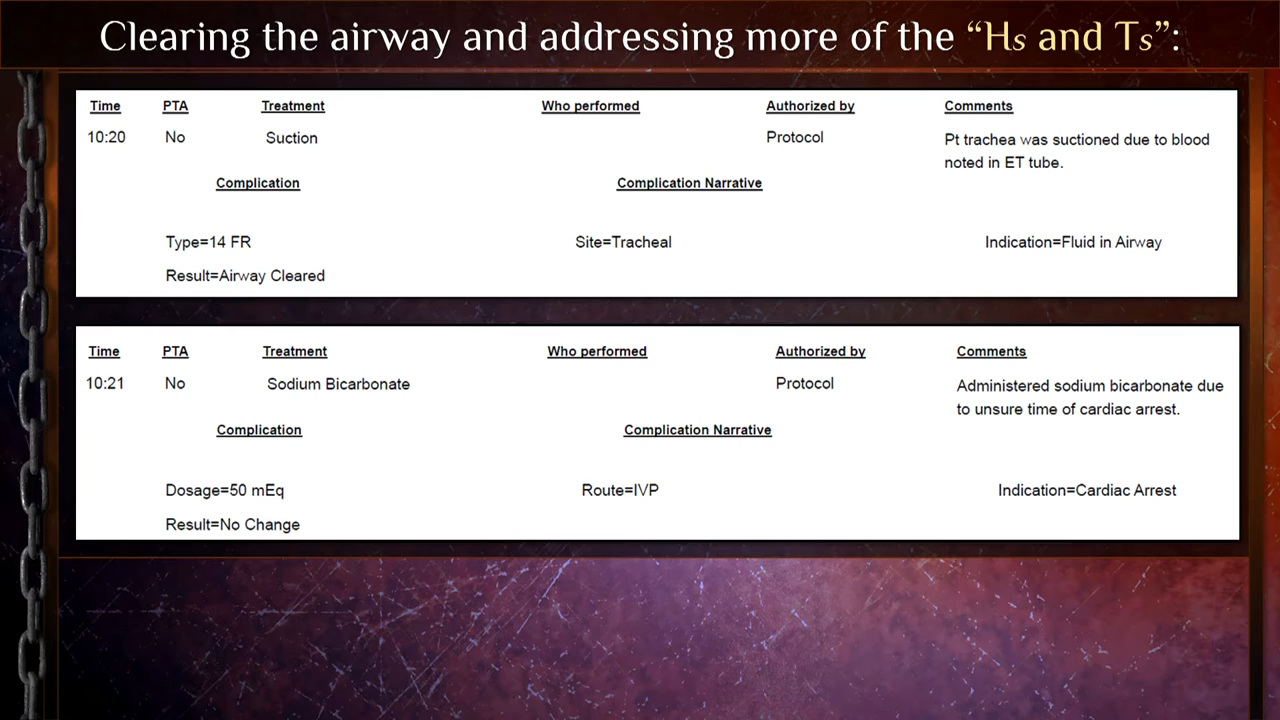 Clearing the airway and addressing more of the “Hs and Ts”:
Time PTA Treatment Who performed Authorized by Comments
10:20 No Suction Protocol Pt trachea was suctioned due to blood
noted in ET tube.
Complication Complication Narrative
Type=14 FR Site=Tracheal Indication=Fluid in Airway
Result=Airway Cleared
Time PTA Treatment Who performed Authorized by Comments
10:21 No Sodium Bicarbonate Protocol Administered sodium bicarbonate due
to unsure time of cardiac arrest.
Complication Complication Narrative
Dosage=50 mEq Route=IVP Indication=Cardiac Arrest
Result=No Change